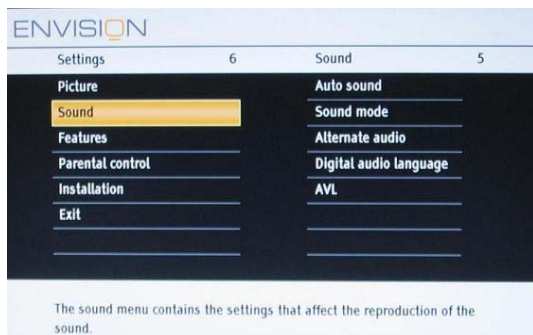 ENVISION
Settings 6 Sound 5
Picture Auto sound
Sound Sound mode
Features Alternate audio
Parental control Digital audio language
Installation AVL
Exit
The sound menu contains the settings that affect the reproduction of the
sound.